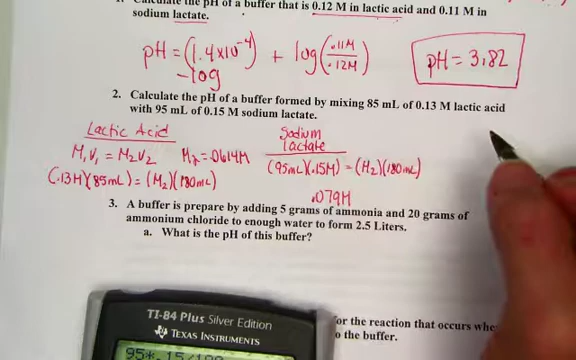 Calculate the pH of a buffer that is 0.12 M in lactic acid and 0.11 M in
sodium lactate.
pH = (1.4x10⁻⁴) + log(.11M/.12M)
-log
pH = 3.82
2. Calculate the pH of a buffer formed by mixing 85 mL of 0.13 M lactic acid
with 95 mL of 0.15 M sodium lactate.
Lactic Acid
M₁V₁ = M₂V₂ M₂ = .0614M
(.13M)(85mL) = (M₂)(180mL)
Sodium
Lactate
(95mL)(.15M) = (M₂)(180mL)
.079M
3. A buffer is prepare by adding 5 grams of ammonia and 20 grams of
ammonium chloride to enough water to form 2.5 Liters.
a. What is the pH of this buffer?
for the reaction that occurs whe
o the buffer.
TI-84 Plus Silver Edition
TEXAS INSTRUMENTS
95*.15/180